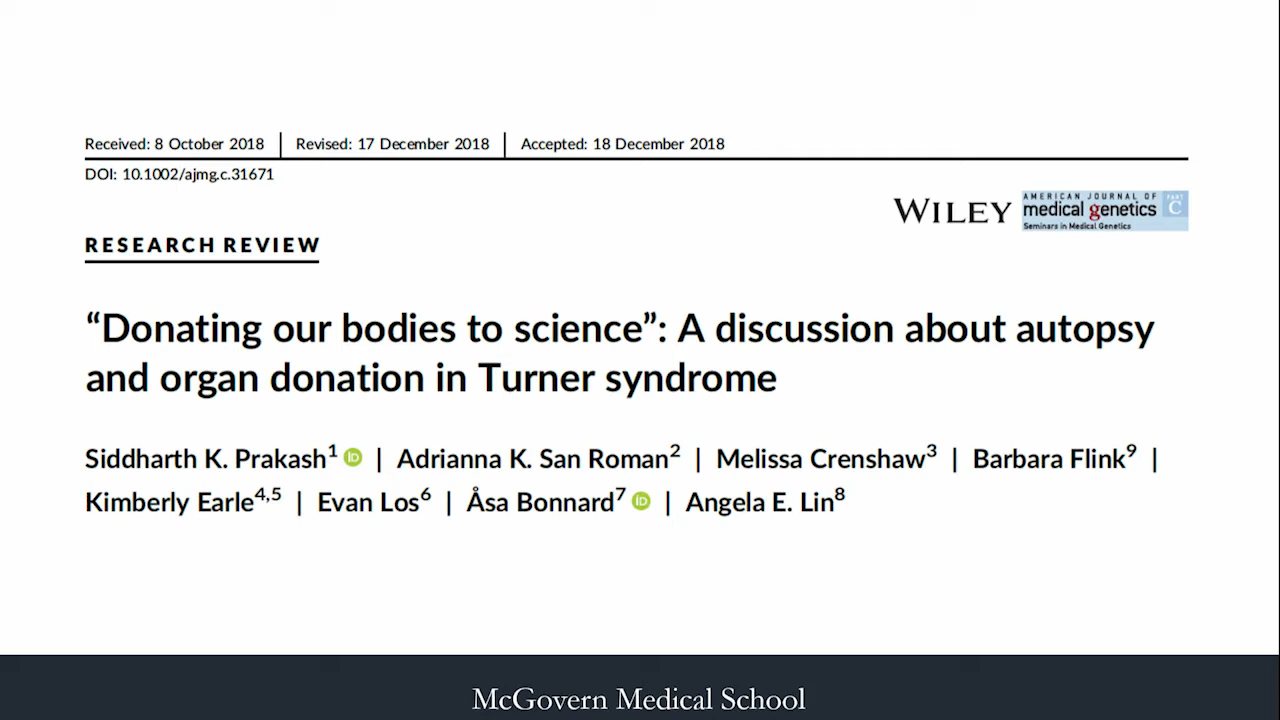 Received: 8 October 2018 | Revised: 17 December 2018 | Accepted: 18 December 2018
DOI: 10.1002/ajmg.c.31671
WILEY
AMERICAN JOURNAL OF
medical genetics
PART
C
Seminars in Medical Genetics
RESEARCH REVIEW
“Donating our bodies to science”: A discussion about autopsy
and organ donation in Turner syndrome
Siddharth K. Prakash1 iD | Adrianna K. San Roman2 | Melissa Crenshaw3 | Barbara Flink9 |
Kimberly Earle4,5 | Evan Los6 | Åsa Bonnard7 iD | Angela E. Lin8
McGovern Medical School